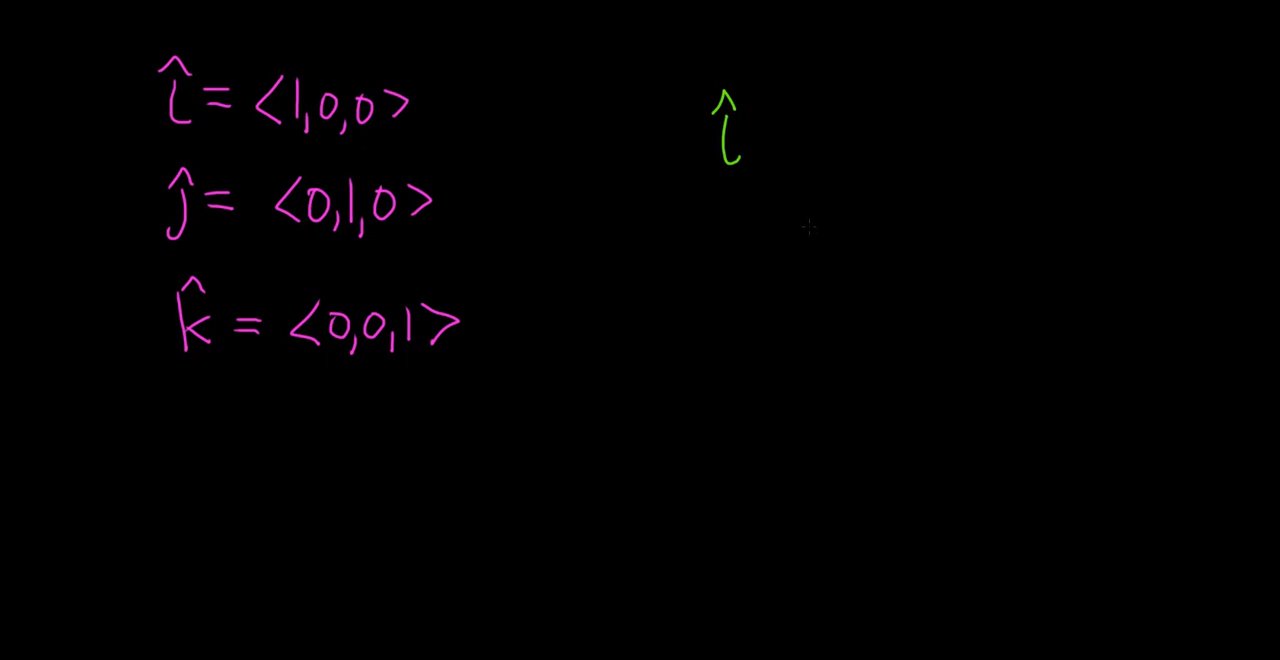 î = <1,0,0>
ĵ = <0,1,0>
k̂ = <0,0,1>
î